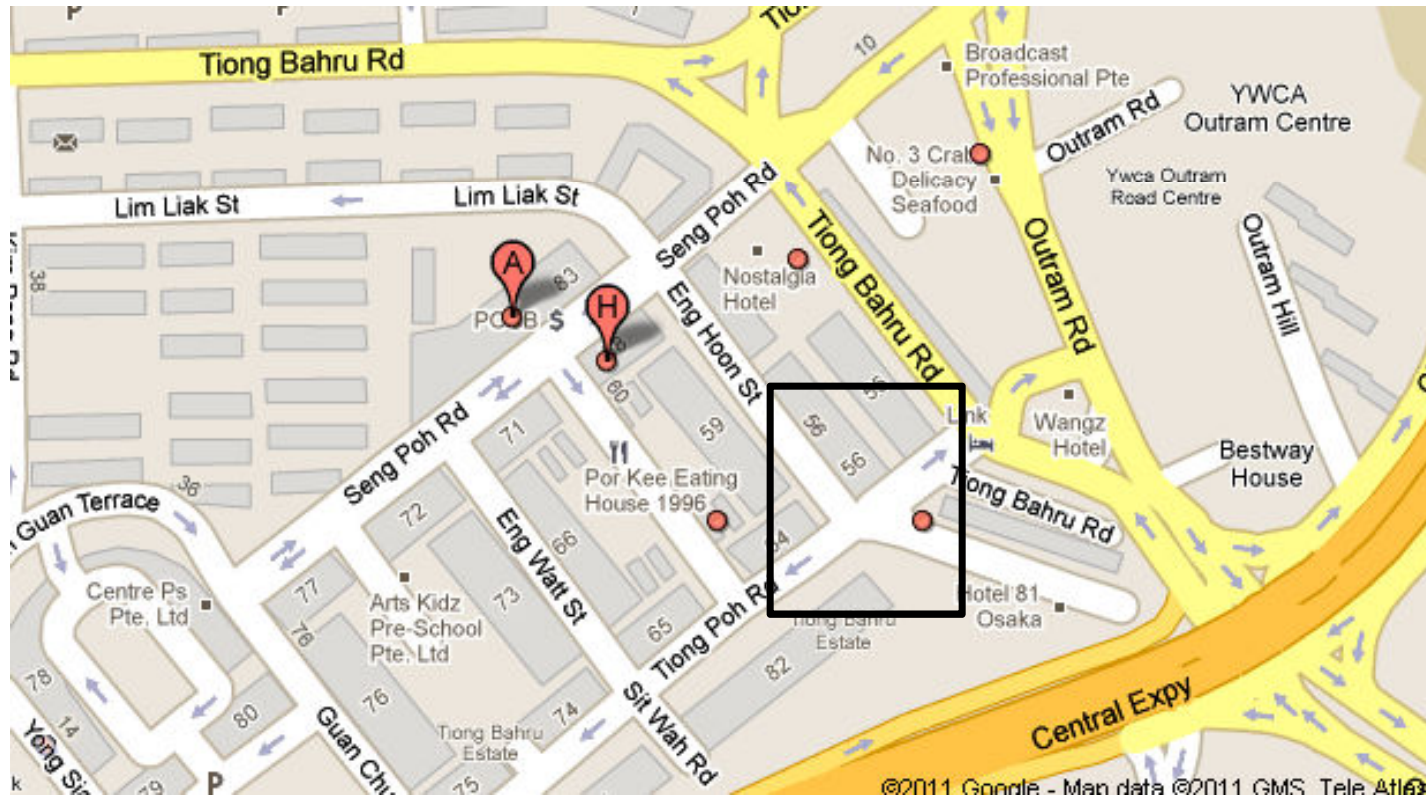 P
P
Tiong Bahru Rd
10
Broadcast
Professional Pte
Outram Rd
YWCA
Outram Centre
No. 3 Crab
Delicacy
Seafood
Ywca Outram
Road Centre
Lim Liak St
Lim Liak St
Seng Poh Rd
Tiong Bahru Rd
Outram Rd
Outram Hill
38
A
83
Nostalgia
Hotel
H
$
Eng Hoon St
60
59
56
56
Link
Wangz
Hotel
Bestway
House
71
Seng Poh Rd
Por Kee Eating
House 1996
Tiong Bahru Rd
36
Guan Terrace
72
66
Eng Watt St
Centre Ps
Pte. Ltd
77
76
Arts Kidz
Pre-School
Pte. Ltd
73
65
Tiong Poh Rd
Tiong Bahru
Estate
Hotel 81
Osaka
82
78
14
80
76
Guan Chu
74
Sit Wah Rd
Tiong Bahru
Estate
75
Central Expy
Yong Sia
79
P
k
©2011 Google - Map data ©2011 GMS, Tele Atlas